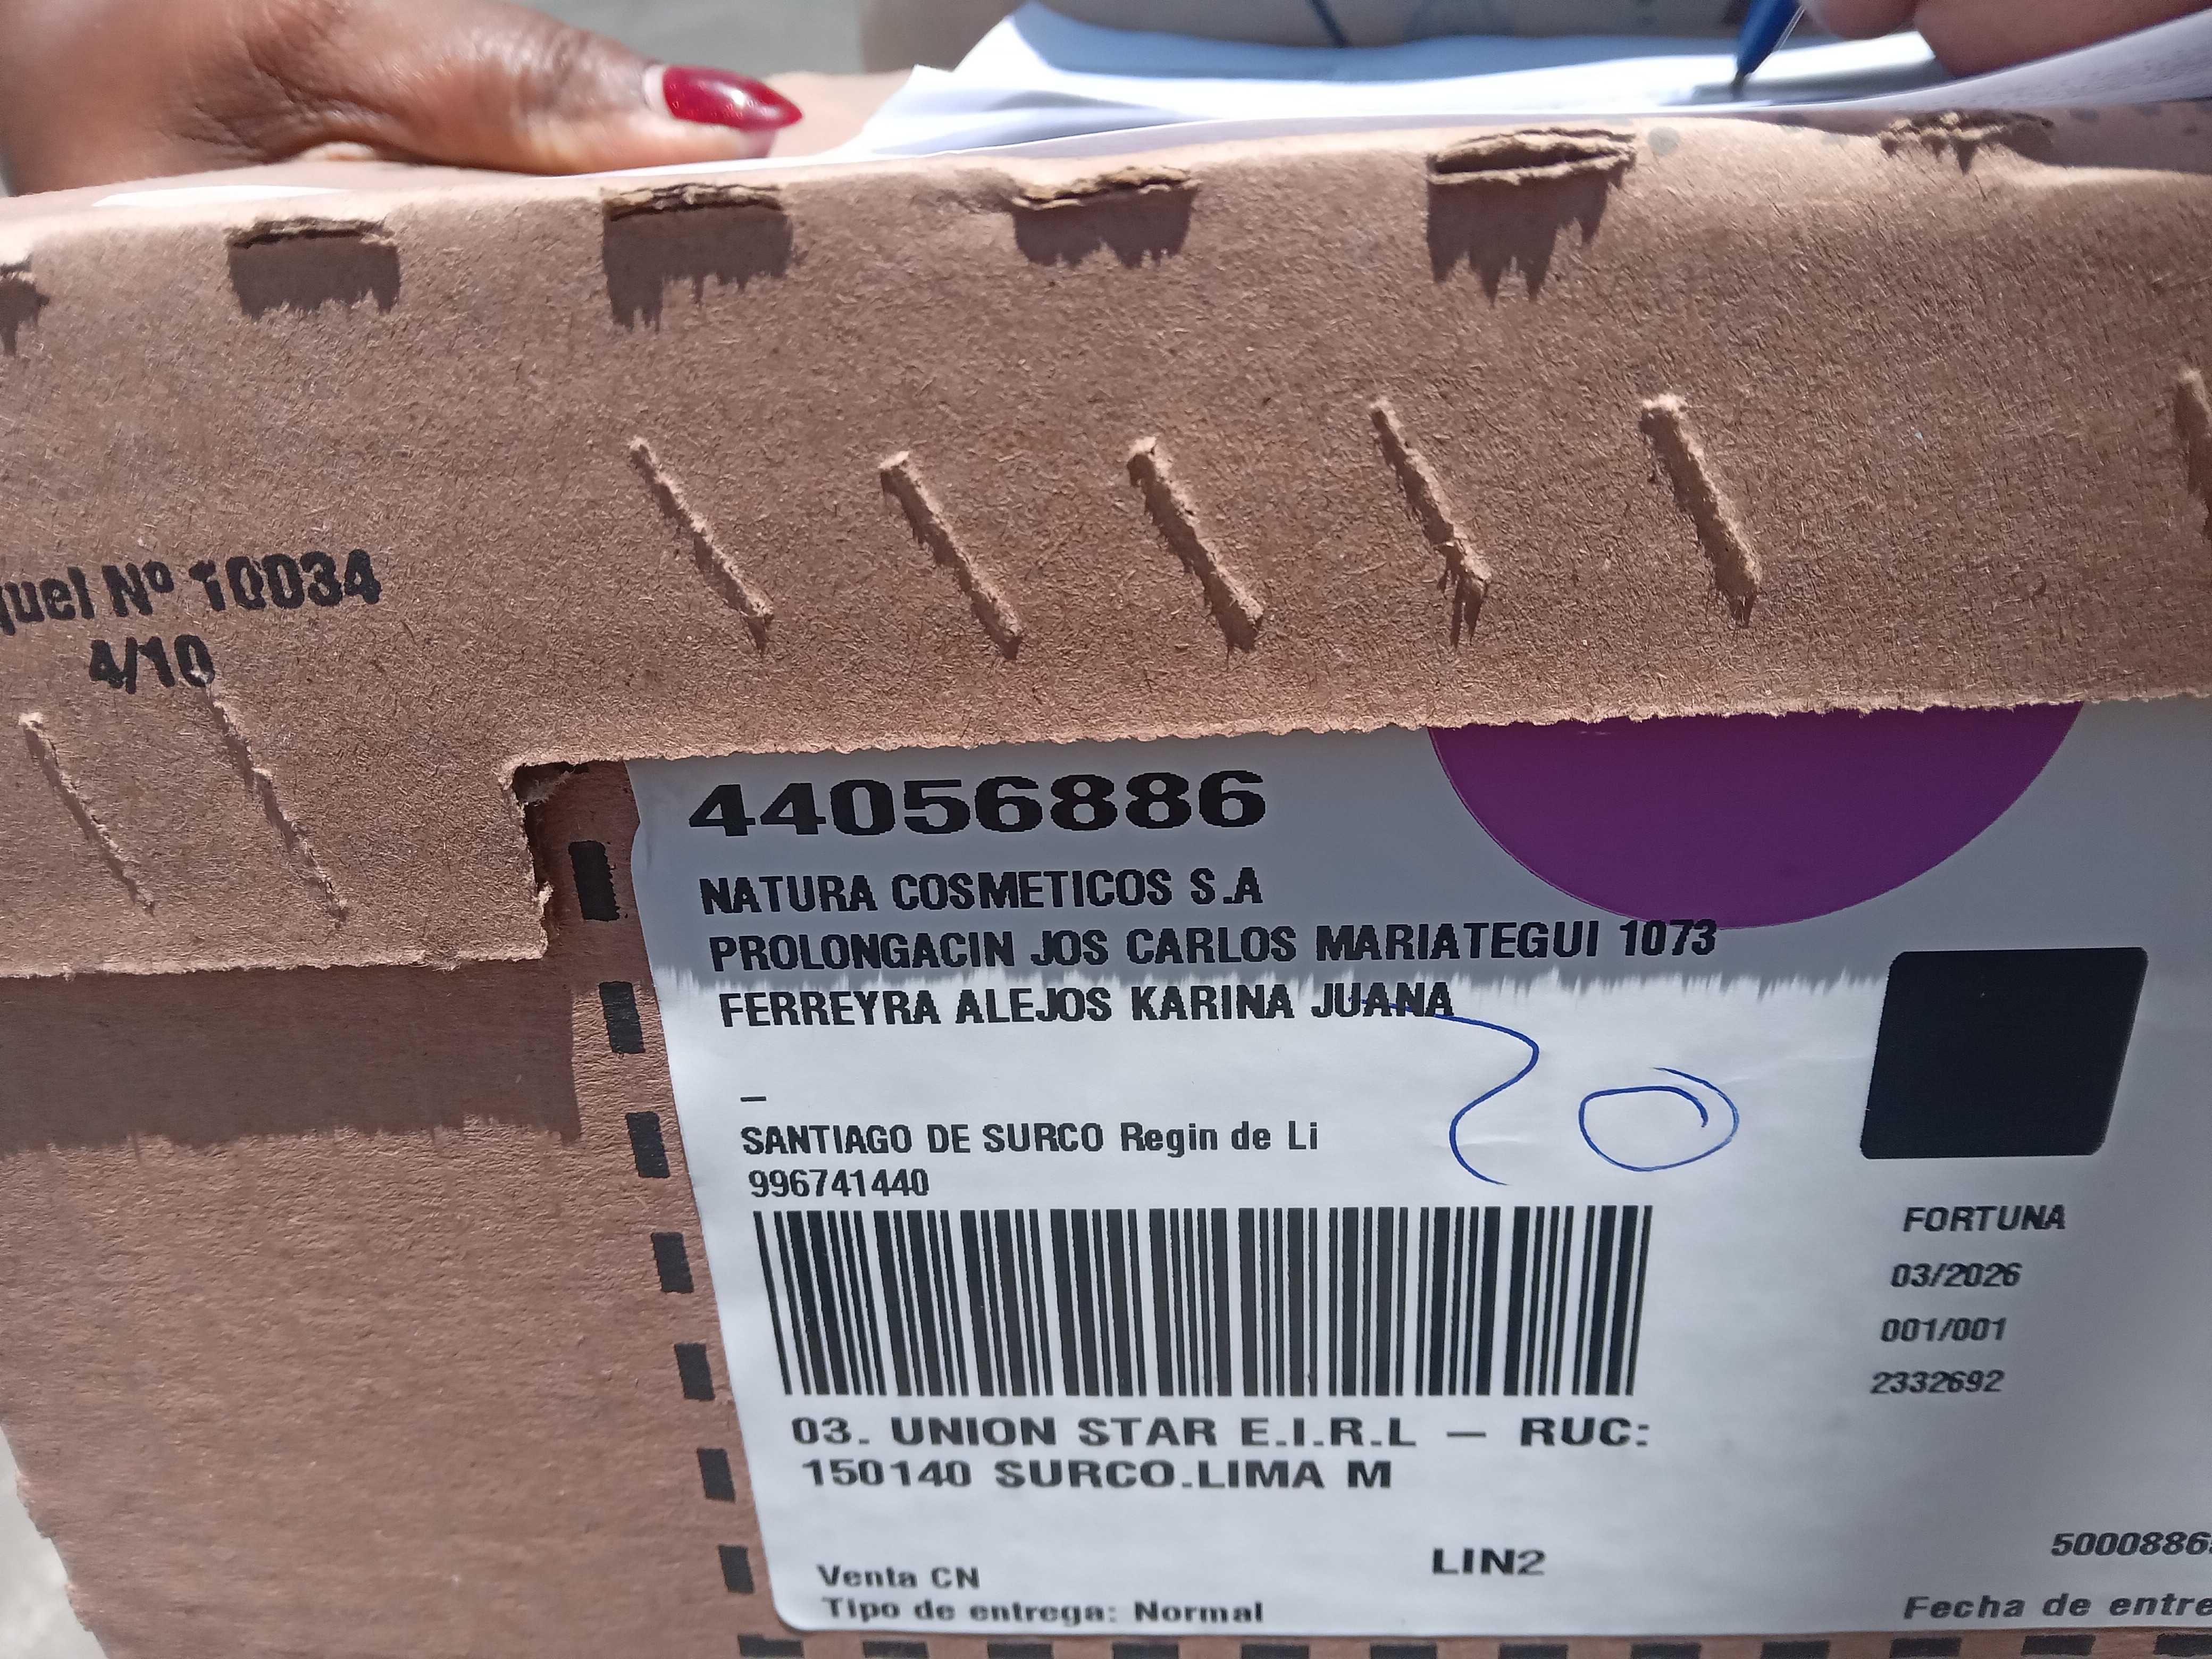 Nº 10034
4/10
44056886
NATURA COSMETICOS S.A
PROLONGACIN JOS CARLOS MARIATEGUI 1073
FERREYRA ALEJOS KARINA JUANA
–
SANTIAGO DE SURCO Regin de Li
996741440
FORTUNA
03/2026
001/001
2332692
03. UNION STAR E.I.R.L — RUC:
150140 SURCO.LIMA M
LIN2
Venta CN
Tipo de entrega: Normal
Fecha de